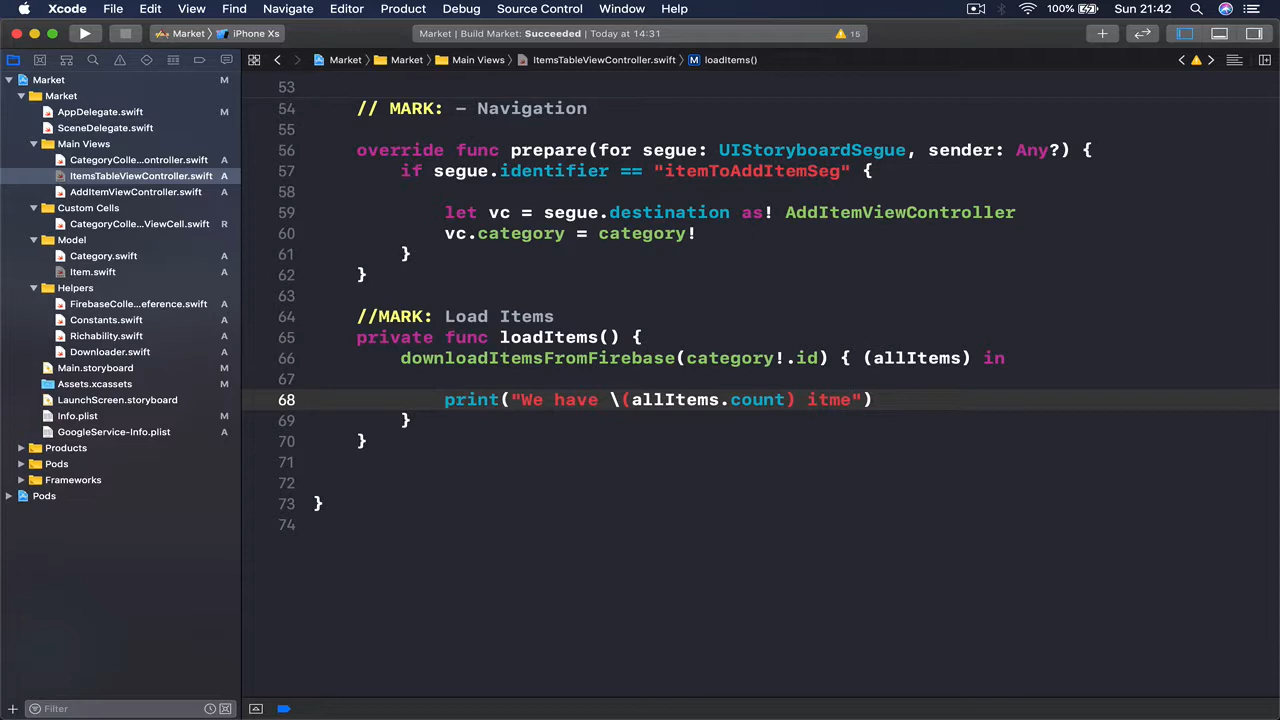 Xcode File Edit View Find Navigate Editor Product Debug Source Control Window Help 100% Sun 21:42
Market > iPhone Xs Market | Build Market: Succeeded | Today at 14:31 15
Market > Market > Main Views > ItemsTableViewController.swift > M loadItems()
Market M
Market
AppDelegate.swift M
SceneDelegate.swift
Main Views
CategoryColle...ontroller.swift A
ItemsTableViewController.swift A
AddItemViewController.swift A
Custom Cells
CategoryColle...ViewCell.swift R
Model
Category.swift A
Item.swift A
Helpers
FirebaseColle...eference.swift A
Constants.swift A
Richability.swift A
Downloader.swift A
Main.storyboard M
Assets.xcassets M
LaunchScreen.storyboard
Info.plist M
GoogleService-Info.plist A
Products
Pods
Frameworks
Pods
Filter
53
54 // MARK: - Navigation
55
56 override func prepare(for segue: UIStoryboardSegue, sender: Any?) {
57 if segue.identifier == "itemToAddItemSeg" {
58
59 let vc = segue.destination as! AddItemViewController
60 vc.category = category!
61 }
62 }
63
64 //MARK: Load Items
65 private func loadItems() {
66 downloadItemsFromFirebase(category!.id) { (allItems) in
67
68 print("We have \(allItems.count) itme")
69 }
70 }
71
72
73 }
74